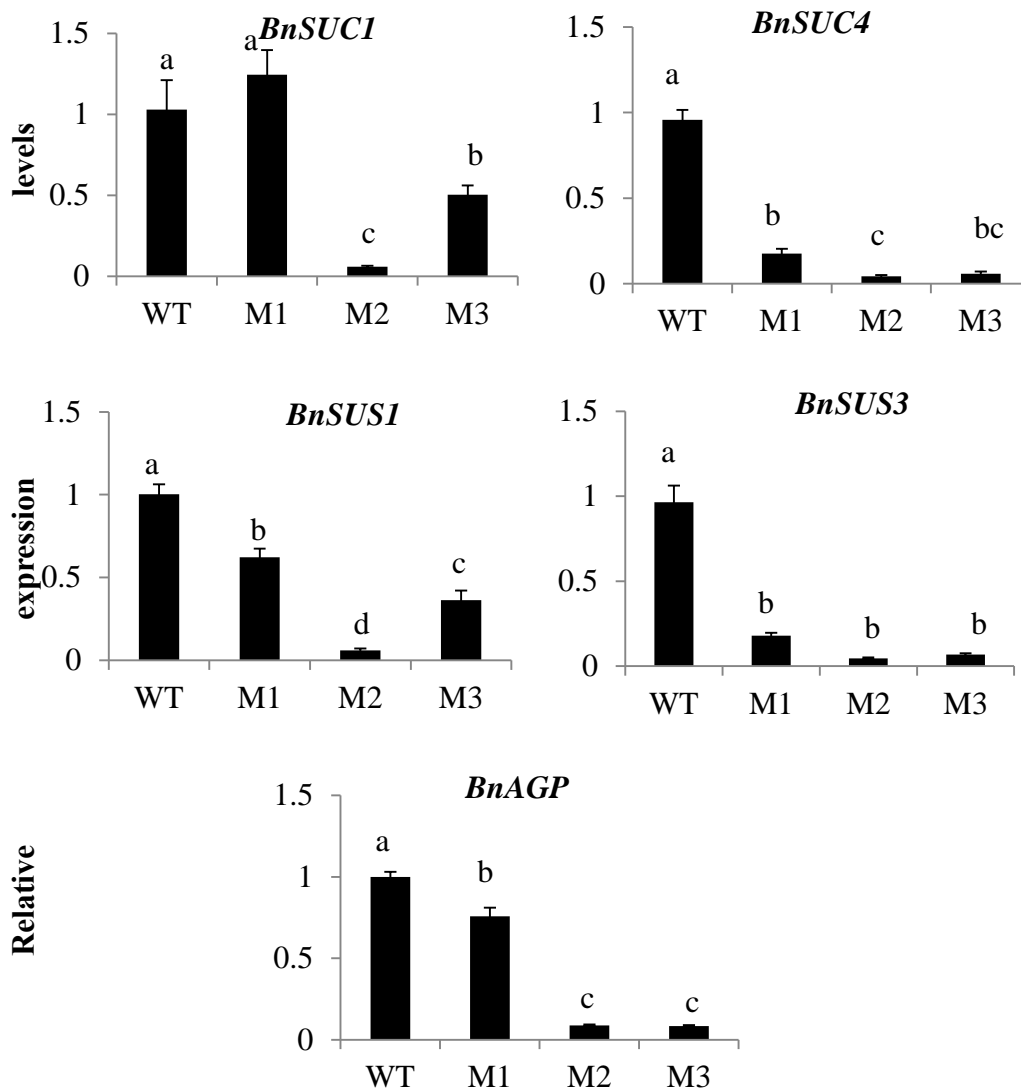 BnSUC1
1.5
1
0.5
0
a
a
c
b
WT M1 M2 M3
BnSUC4
1.5
1
0.5
0
a
b
c
bc
WT M1 M2 M3
levels
BnSUS1
1.5
1
0.5
0
a
b
d
c
WT M1 M2 M3
BnSUS3
1.5
1
0.5
0
a
b
b
b
WT M1 M2 M3
expression
BnAGP
1.5
1
0.5
0
a
b
c
c
WT M1 M2 M3
Relative